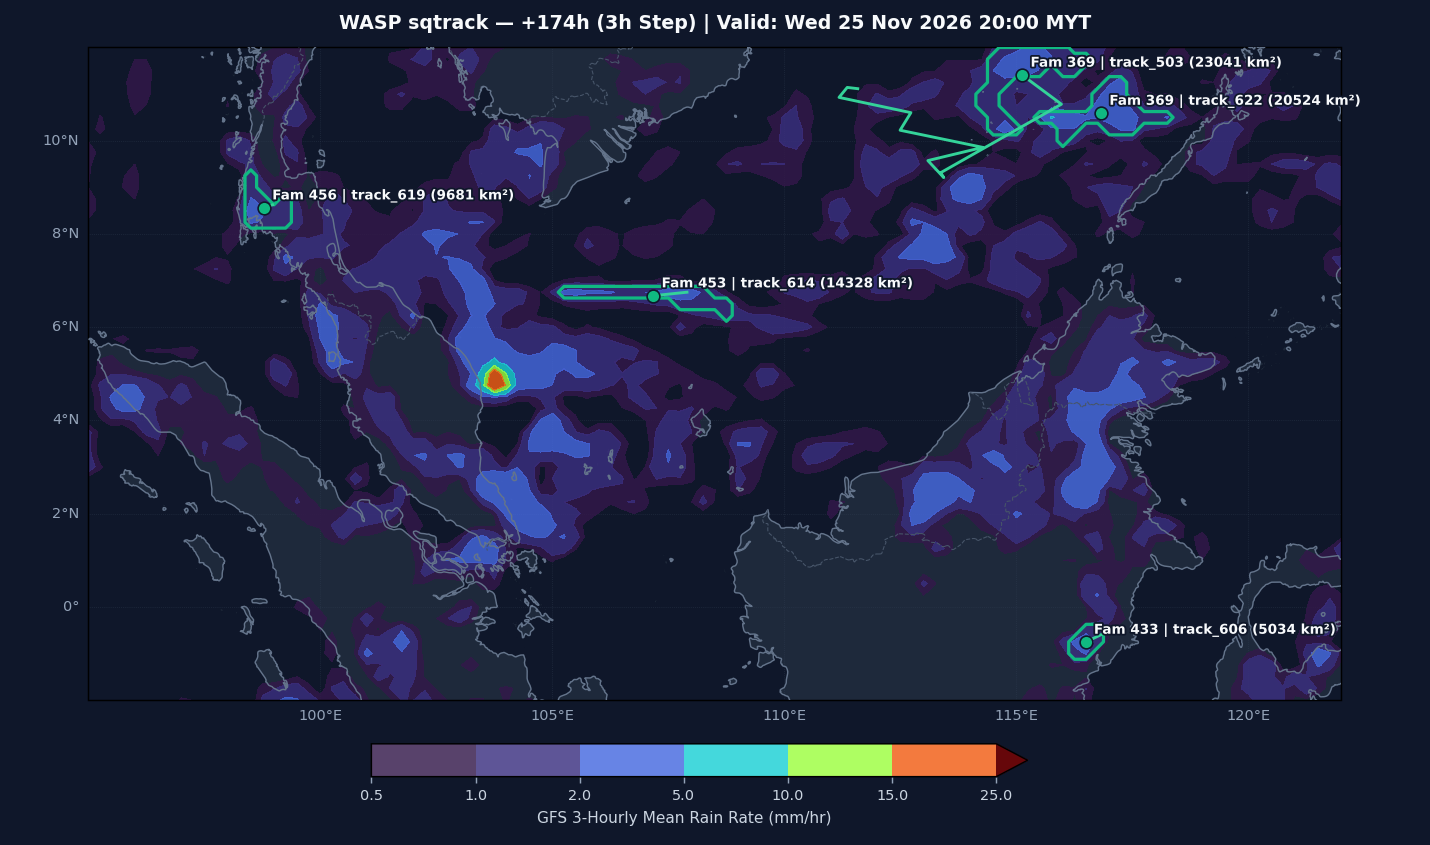 WASP sqtrack — +174h (3h Step) | Valid: Wed 25 Nov 2026 20:00 MYT
Fam 369 | track_503 (23041 km²)
Fam 369 | track_622 (20524 km²)
10°N
Fam 456 | track_619 (9681 km²)
8°N
Fam 453 | track_614 (14328 km²)
6°N
4°N
2°N
0°
Fam 433 | track_606 (5034 km²)
100°E 105°E 110°E 115°E 120°E
0.5 1.0 2.0 5.0 10.0 15.0 25.0
GFS 3-Hourly Mean Rain Rate (mm/hr)